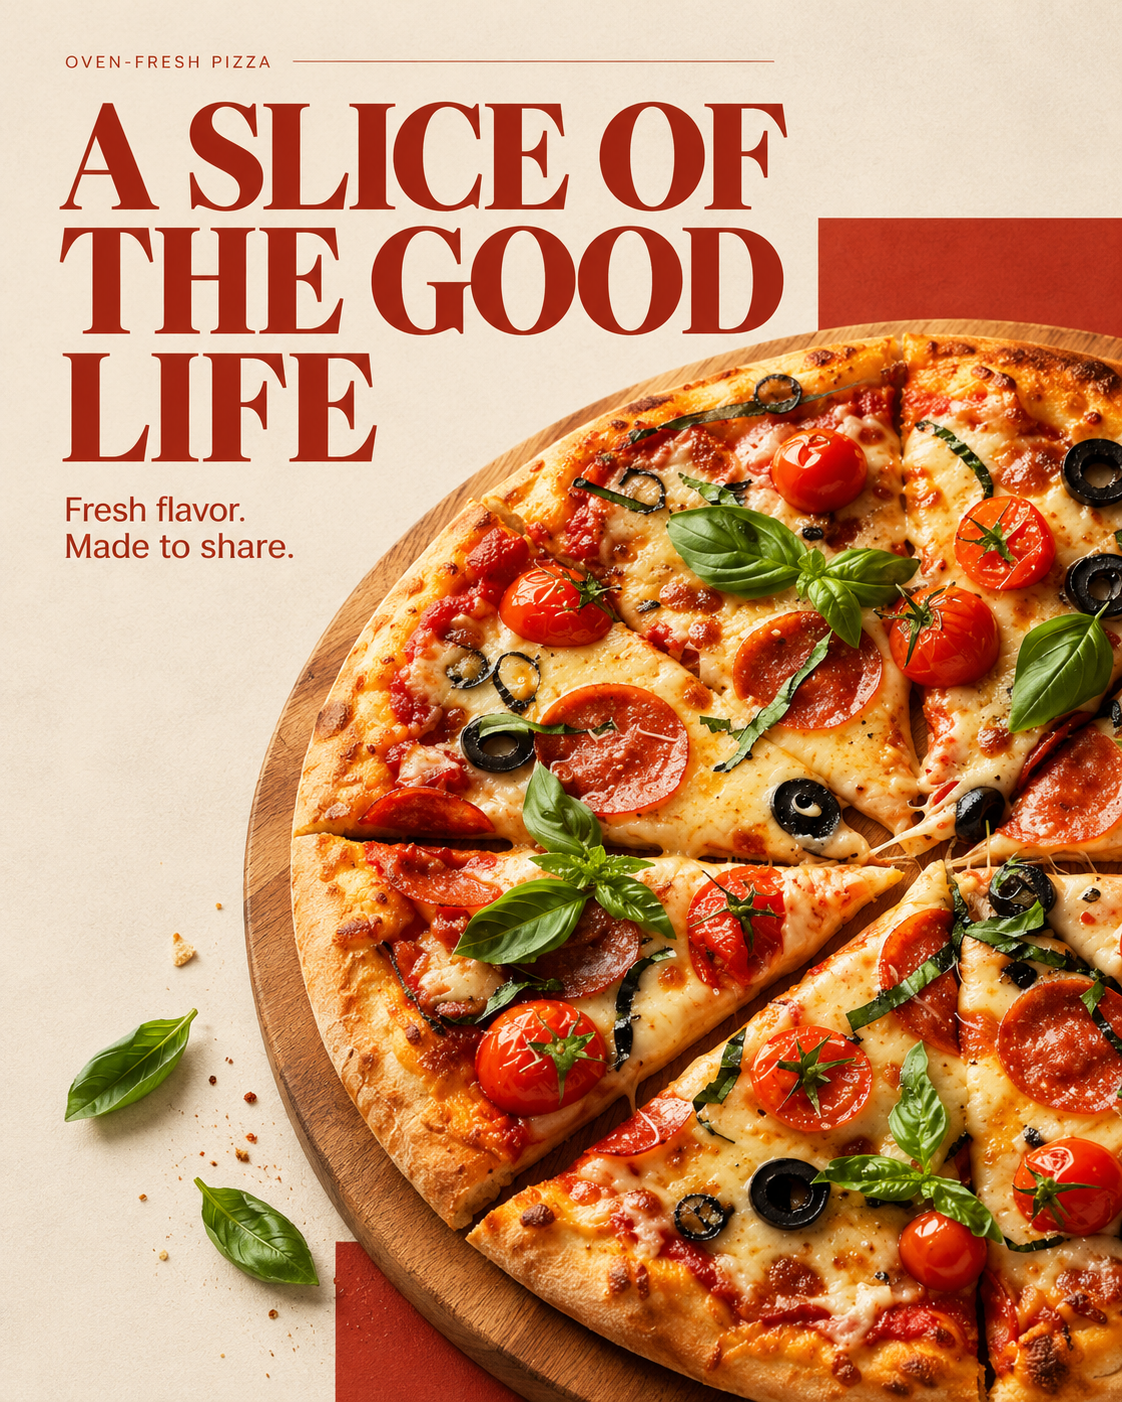 OVEN-FRESH PIZZA
A SLICE OF
THE GOOD
LIFE
Fresh flavor.
Made to share.